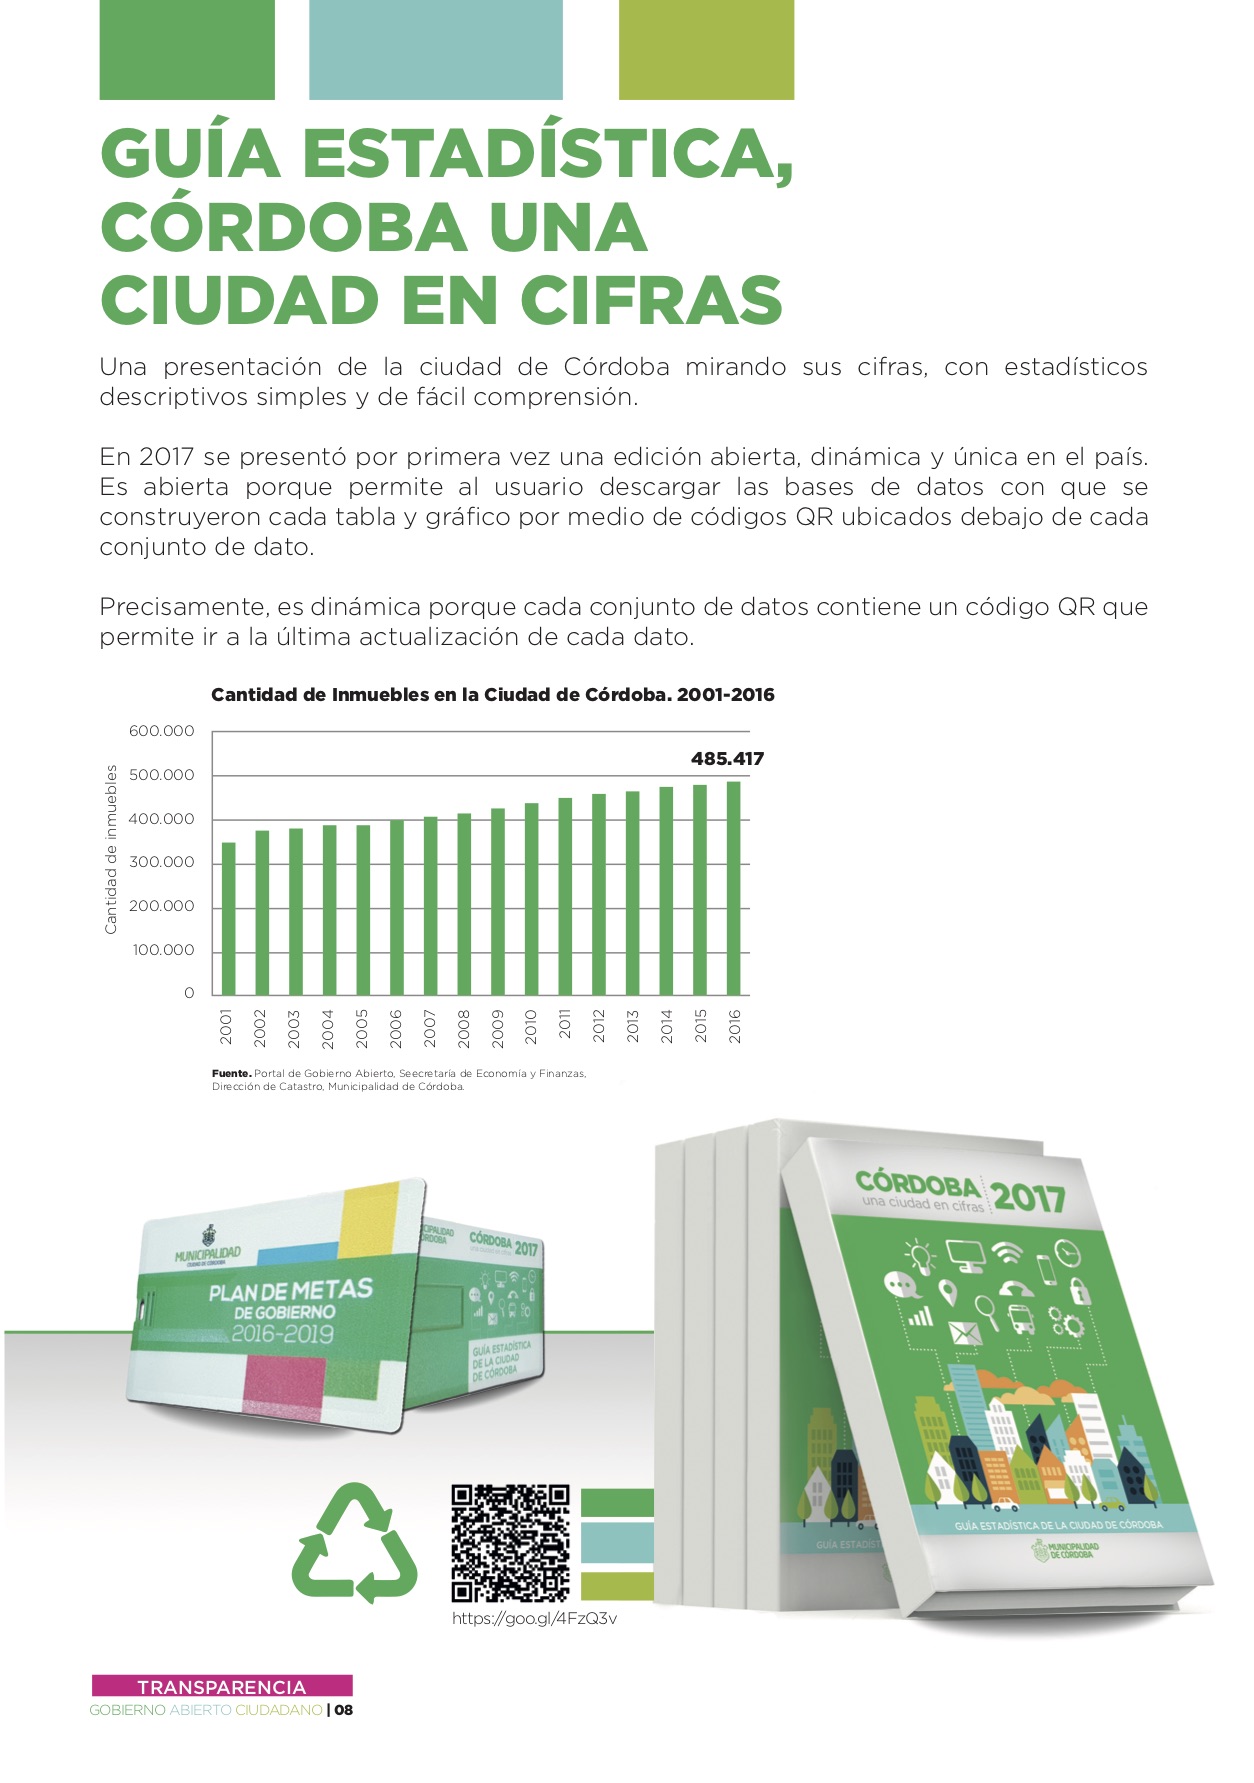 GUÍA ESTADÍSTICA,
CÓRDOBA UNA
CIUDAD EN CIFRAS
Una presentación de la ciudad de Córdoba mirando sus cifras, con estadísticos
descriptivos simples y de fácil comprensión.
En 2017 se presentó por primera vez una edición abierta, dinámica y única en el país.
Es abierta porque permite al usuario descargar las bases de datos con que se
construyeron cada tabla y gráfico por medio de códigos QR ubicados debajo de cada
conjunto de dato.
Precisamente, es dinámica porque cada conjunto de datos contiene un código QR que
permite ir a la última actualización de cada dato.
Cantidad de Inmuebles en la Ciudad de Córdoba. 2001-2016
Cantidad de inmuebles
600.000
500.000
400.000
300.000
200.000
100.000
0
485.417
2001
2002
2003
2004
2005
2006
2007
2008
2009
2010
2011
2012
2013
2014
2015
2016
Fuente. Portal de Gobierno Abierto, Seecretaría de Economía y Finanzas,
Dirección de Catastro, Municipalidad de Córdoba.
MUNICIPALIDAD
CIUDAD DE CÓRDOBA
PLAN DE METAS
DE GOBIERNO
2016-2019
CÓRDOBA 2017
una ciudad en cifras
GUÍA ESTADÍSTICA
DE LA CIUDAD
DE CÓRDOBA
CÓRDOBA 2017
una ciudad en cifras
GUÍA ESTADÍSTICA DE LA CIUDAD DE CÓRDOBA
MUNICIPALIDAD
DE CÓRDOBA
GUÍA ESTADÍST
https://goo.gl/4FzQ3v
TRANSPARENCIA
GOBIERNO ABIERTO CIUDADANO | 08